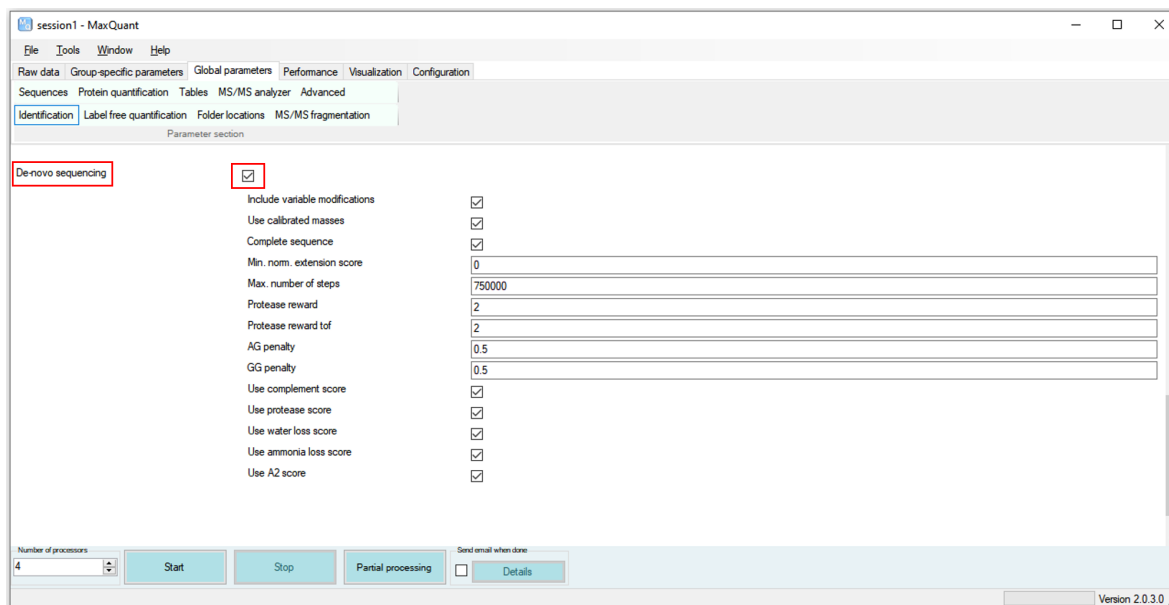 session1 - MaxQuant
File Tools Window Help
Raw data Group-specific parameters Global parameters Performance Visualization Configuration
Sequences Protein quantification Tables MS/MS analyzer Advanced
Identification Label free quantification Folder locations MS/MS fragmentation
Parameter section
De-novo sequencing
Include variable modifications
Use calibrated masses
Complete sequence
Min. norm. extension score 0
Max. number of steps 750000
Protease reward 2
Protease reward tof 2
AG penalty 0.5
GG penalty 0.5
Use complement score
Use protease score
Use water loss score
Use ammonia loss score
Use A2 score
Number of processors Send email when done
4 Start Stop Partial processing Details
Version 2.0.3.0